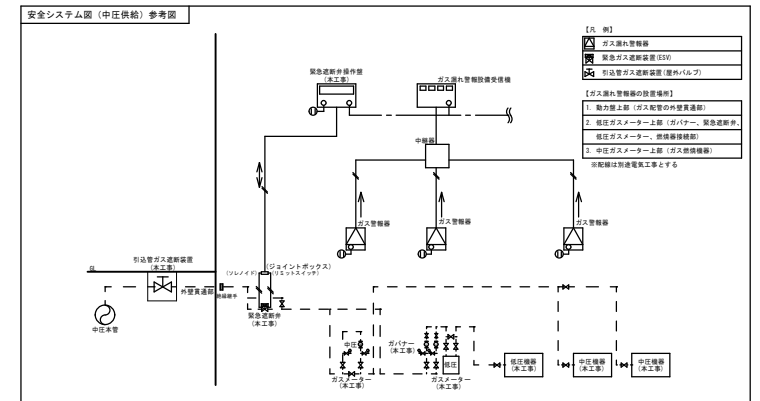 安全システム図（中圧供給）参考図
【凡　例】
ガス漏れ警報器
緊急ガス遮断装置(ESV)
引込管ガス遮断装置(屋外バルブ)
【ガス漏れ警報器の設置場所】
1. 動力盤上部（ガス配管の外壁貫通部）
2. 低圧ガスメーター上部（ガバナー、緊急遮断弁、
低圧ガスメーター、燃焼器接続部）
3. 中圧ガスメーター上部（ガス燃焼機器）
※配線は別途電気工事とする
緊急遮断弁操作盤
(本工事)
ガス漏れ警報設備受信機
中継器
ガス警報器
ガス警報器
ガス警報器
引込管ガス遮断装置
(本工事)
GL
(ジョイントボックス)
(ソレノイド)
(リミットスイッチ)
外壁貫通部
絶縁継手
中圧本管
緊急遮断弁
(本工事)
中圧
ガスメーター
(本工事)
ガバナー
(本工事)
低圧
ガスメーター
(本工事)
低圧機器
(本工事)
中圧機器
(本工事)
中圧機器
(本工事)